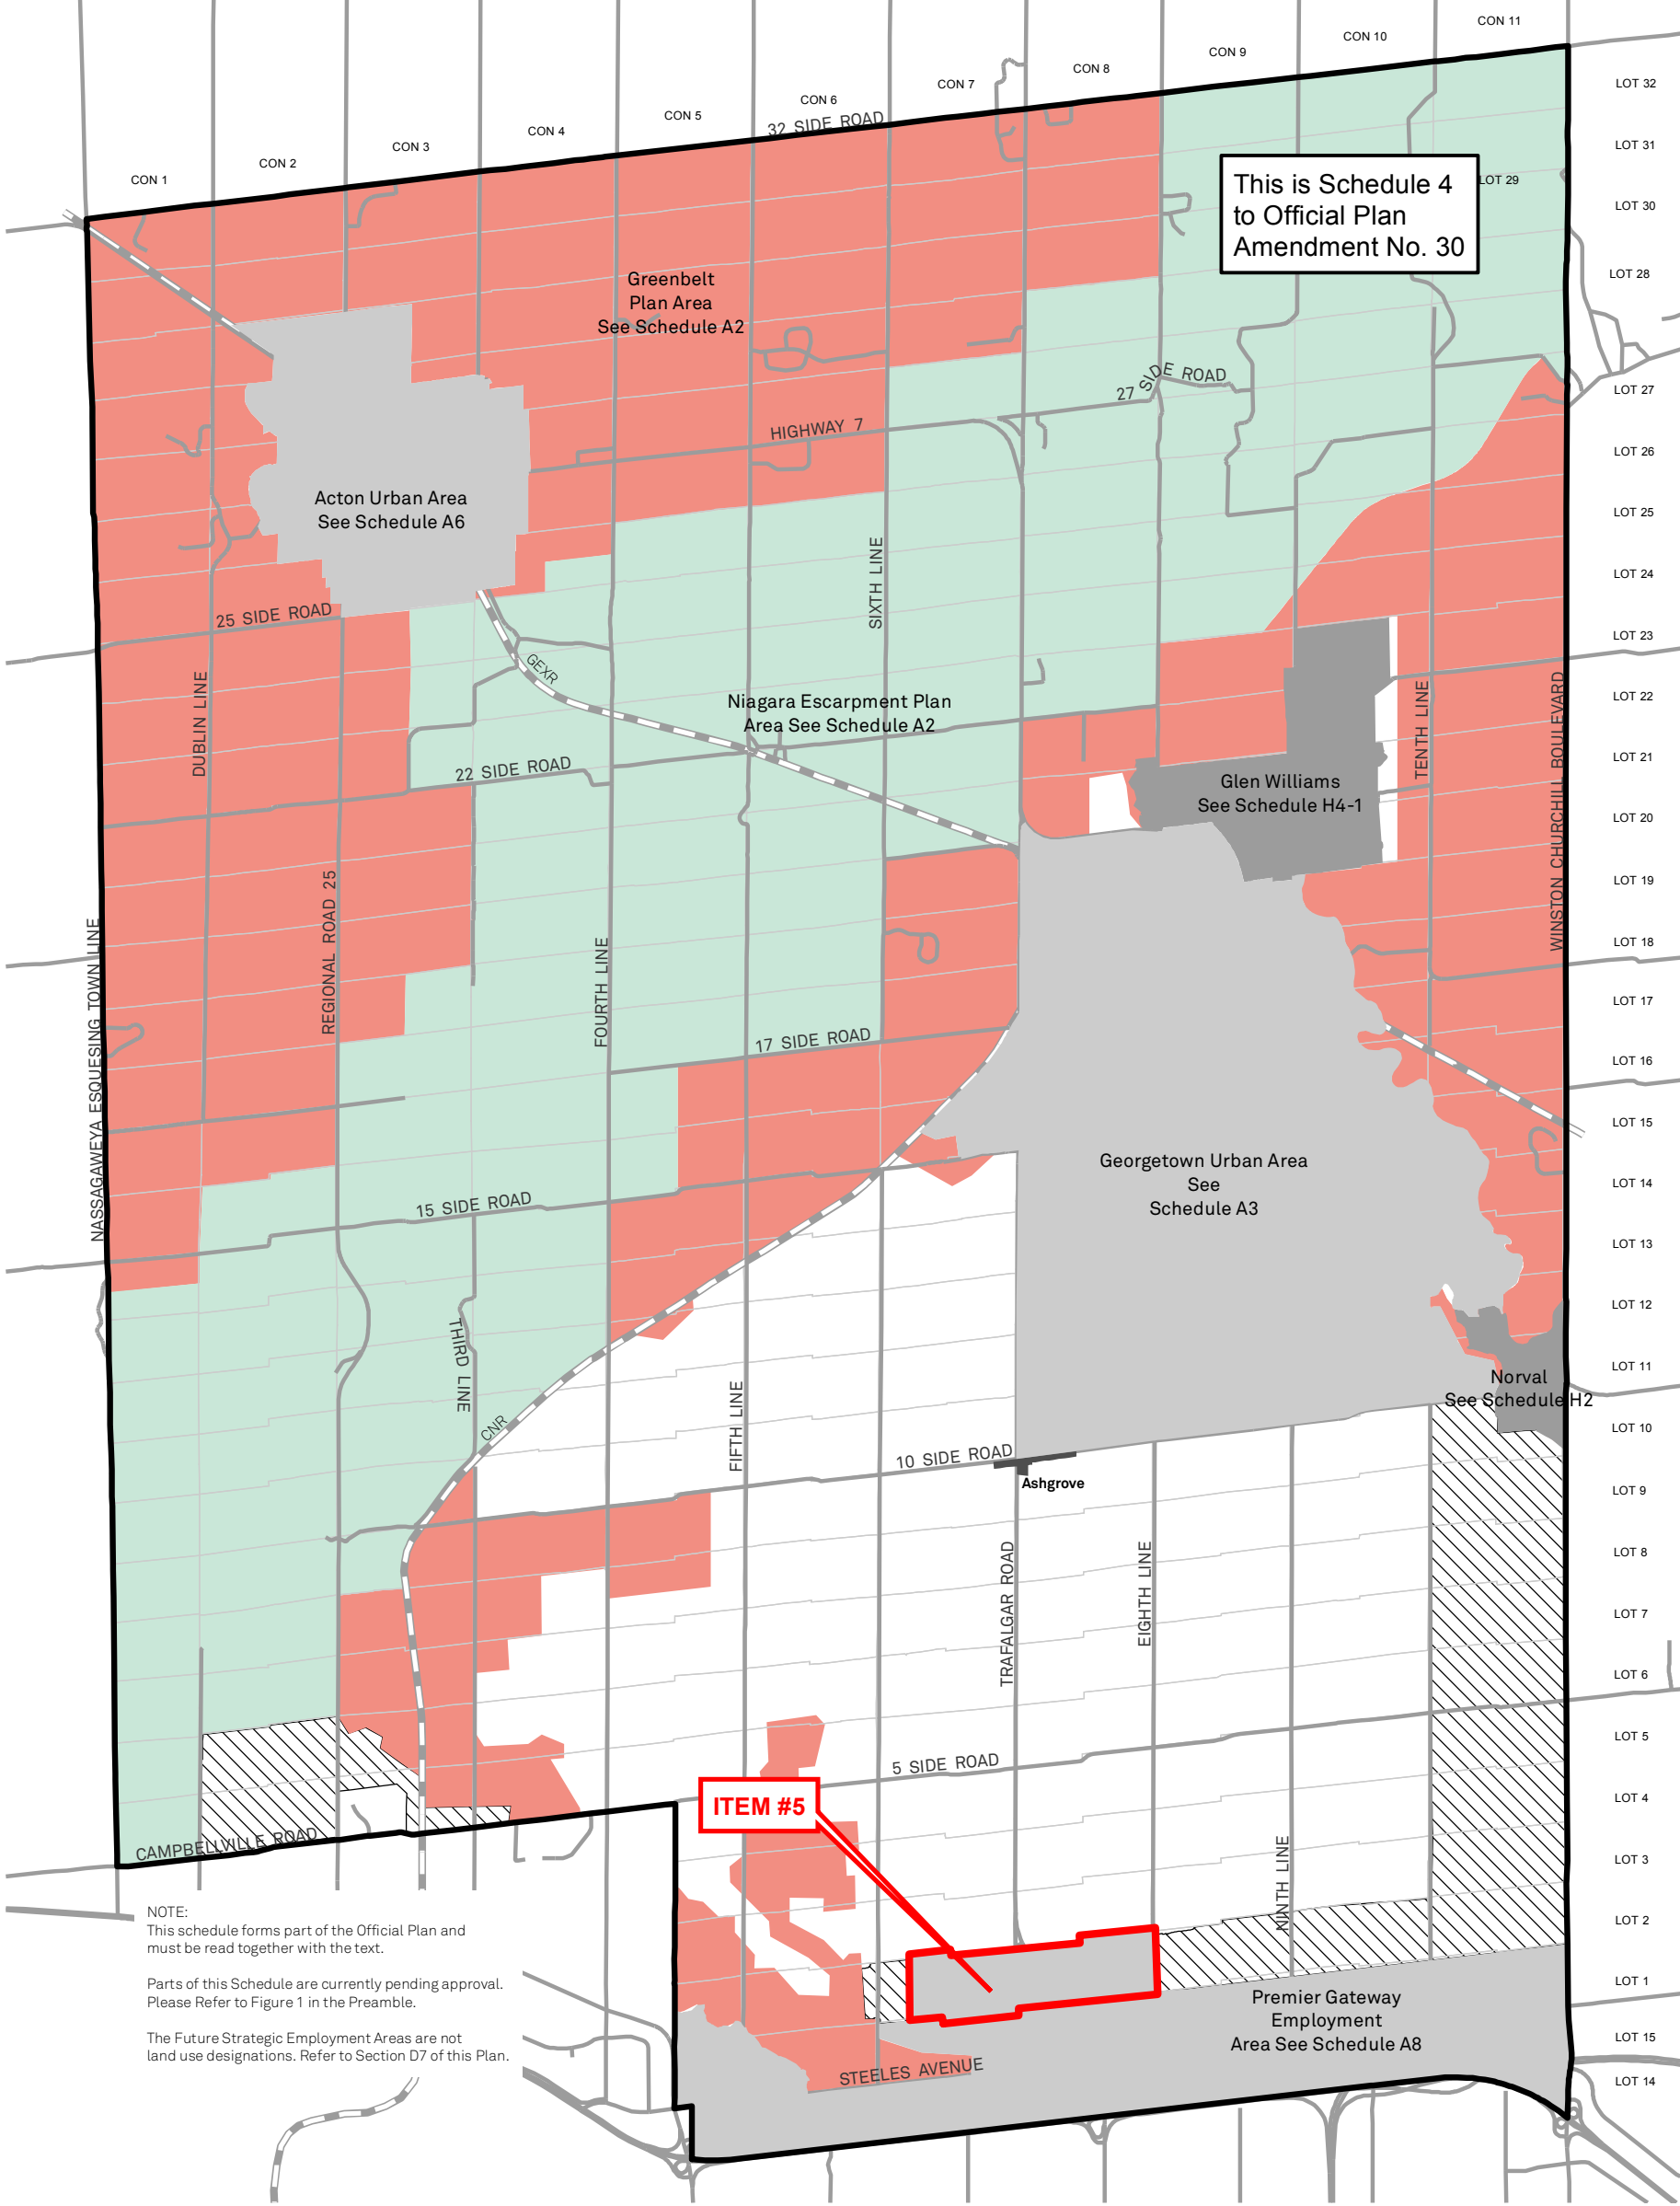 CON 11
CON 10
CON 9
CON 8
CON 7
CON 6
CON 5
CON 4
CON 3
CON 2
CON 1
32 SIDE ROAD
LOT 32
LOT 31
This is Schedule 4
to Official Plan
Amendment No. 30
LOT 29
LOT 30
LOT 28
Greenbelt
Plan Area
See Schedule A2
27 SIDE ROAD
LOT 27
HIGHWAY 7
LOT 26
Acton Urban Area
See Schedule A6
LOT 25
SIXTH LINE
LOT 24
25 SIDE ROAD
LOT 23
GEXR
DUBLIN LINE
Niagara Escarpment Plan
Area See Schedule A2
TENTH LINE
WINSTON CHURCHILL BOULEVARD
LOT 22
22 SIDE ROAD
LOT 21
Glen Williams
See Schedule H4-1
LOT 20
REGIONAL ROAD 25
LOT 19
NASSAGAWEYA ESQUESING TOWN LINE
FOURTH LINE
LOT 18
LOT 17
17 SIDE ROAD
LOT 16
LOT 15
Georgetown Urban Area
See
Schedule A3
LOT 14
15 SIDE ROAD
LOT 13
LOT 12
THIRD LINE
LOT 11
Norval
See Schedule H2
FIFTH LINE
CNR
LOT 10
10 SIDE ROAD
Ashgrove
LOT 9
TRAFALGAR ROAD
EIGHTH LINE
LOT 8
LOT 7
LOT 6
LOT 5
5 SIDE ROAD
LOT 4
ITEM #5
CAMPBELLVILLE ROAD
NINTH LINE
LOT 3
LOT 2
NOTE:
This schedule forms part of the Official Plan and
must be read together with the text.
Parts of this Schedule are currently pending approval.
Please Refer to Figure 1 in the Preamble.
The Future Strategic Employment Areas are not
land use designations. Refer to Section D7 of this Plan.
LOT 1
Premier Gateway
Employment
Area See Schedule A8
LOT 15
STEELES AVENUE
LOT 14